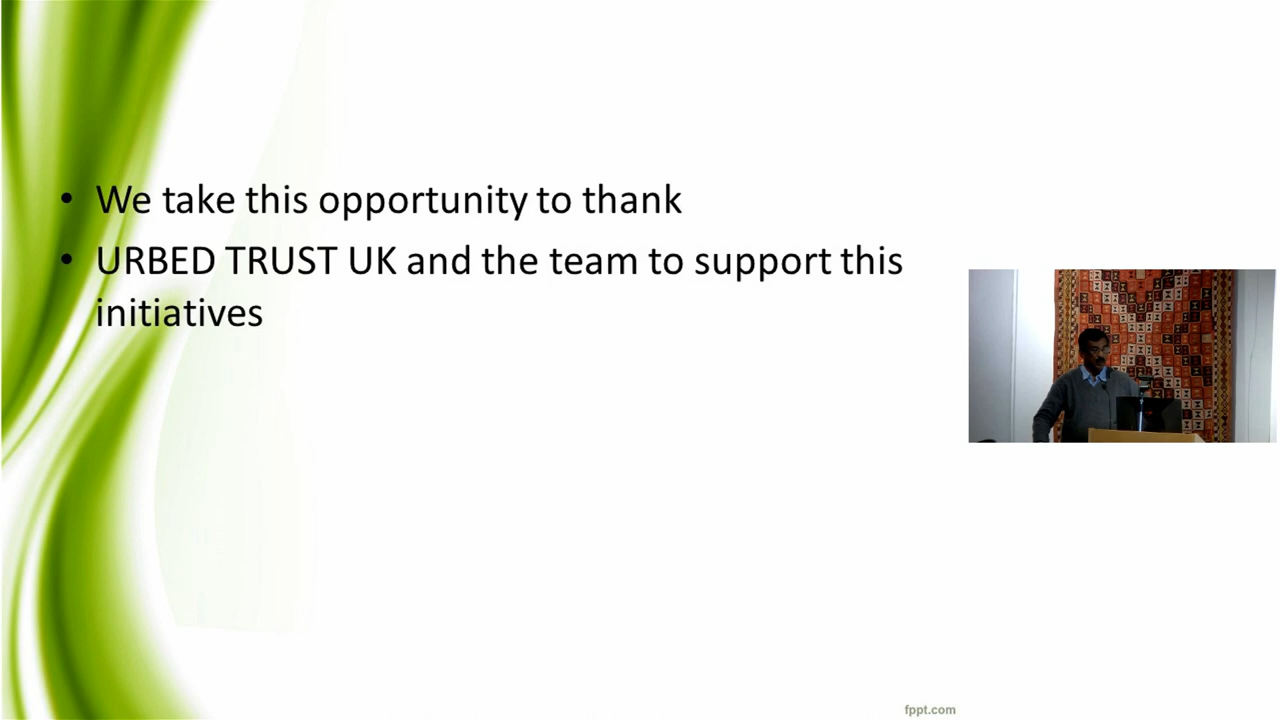 • We take this opportunity to thank
• URBED TRUST UK and the team to support this
initiatives
fppt.com